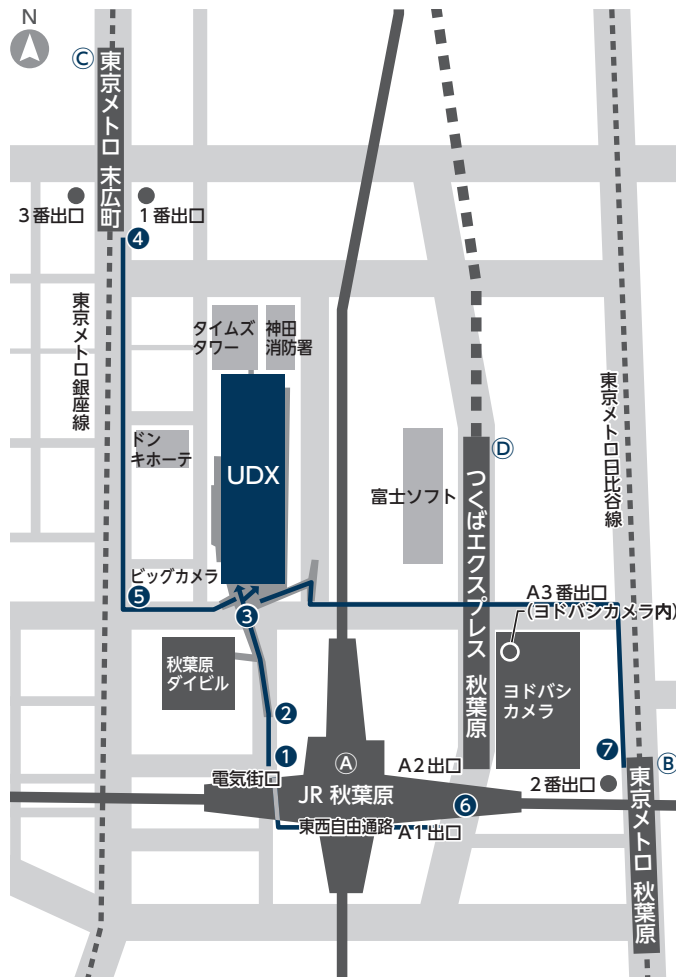 N
Ⓒ
東京メトロ 末広町
3番出口
1番出口
❹
東京メトロ銀座線
タイムズ
タワー
神田
消防署
東京メトロ日比谷線
ドン
キホーテ
UDX
Ⓓ
富士ソフト
つくばエクスプレス 秋葉原
ビッグカメラ
❺
❸
A3番出口
(ヨドバシカメラ内)
秋葉原
ダイビル
ヨドバシ
カメラ
❷
❶
電気街口
Ⓐ
JR 秋葉原
A2出口
❼
Ⓑ
2番出口
❻
東西自由通路
A1出口
東京メトロ 秋葉原